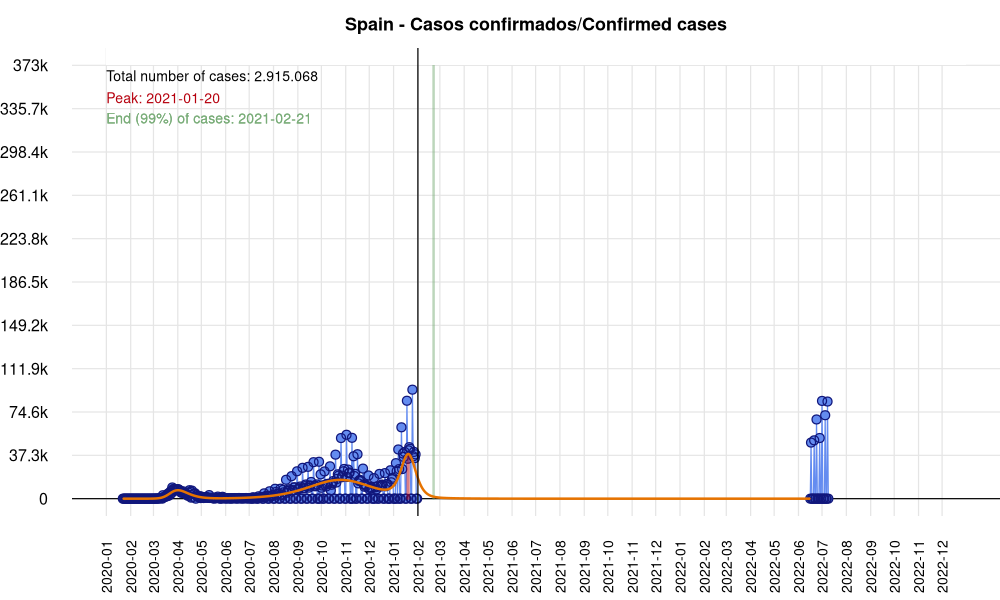 Spain - Casos confirmados/Confirmed cases
373k
Total number of cases: 2.915.068
Peak: 2021-01-20
335.7k
End (99%) of cases: 2021-02-21
298.4k
261.1k
223.8k
186.5k
149.2k
111.9k
74.6k
37.3k
0
2020-01
2020-02
2020-03
2020-04
2020-05
2020-06
2020-07
2020-08
2020-09
2020-10
2020-11
2020-12
2021-01
2021-02
2021-03
2021-04
2021-05
2021-06
2021-07
2021-08
2021-09
2021-10
2021-11
2021-12
2022-01
2022-02
2022-03
2022-04
2022-05
2022-06
2022-07
2022-08
2022-09
2022-10
2022-11
2022-12